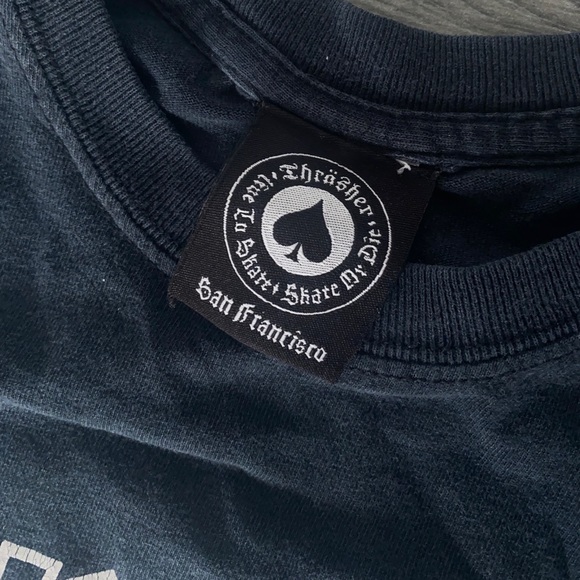 Thrasher
Live To Skate
Skate Or Die
San Francisco